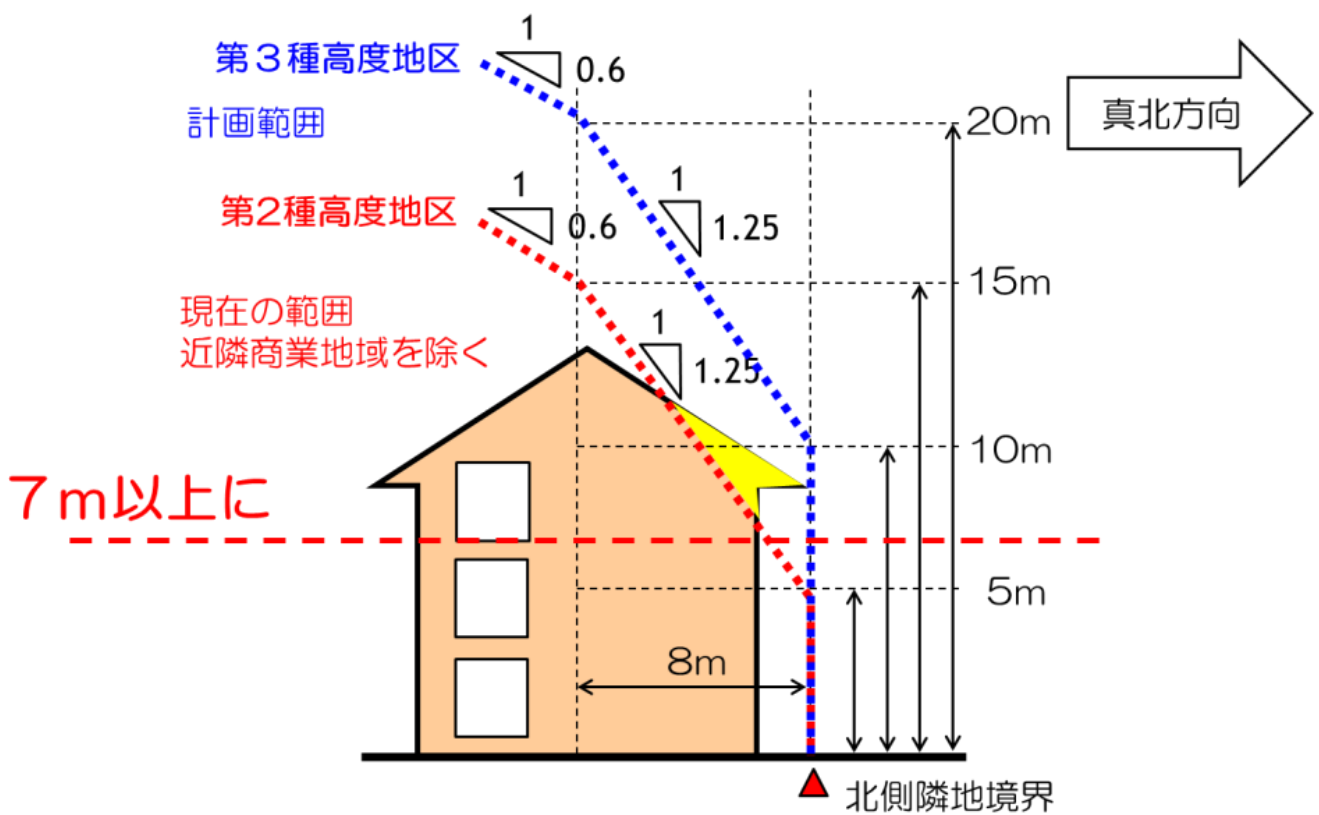 1
第３種高度地区
0.6
計画範囲
20m
真北方向
1
1
第2種高度地区
0.6
1.25
15m
現在の範囲
1
近隣商業地域を除く
1.25
10m
７ｍ以上に
5m
8m
北側隣地境界